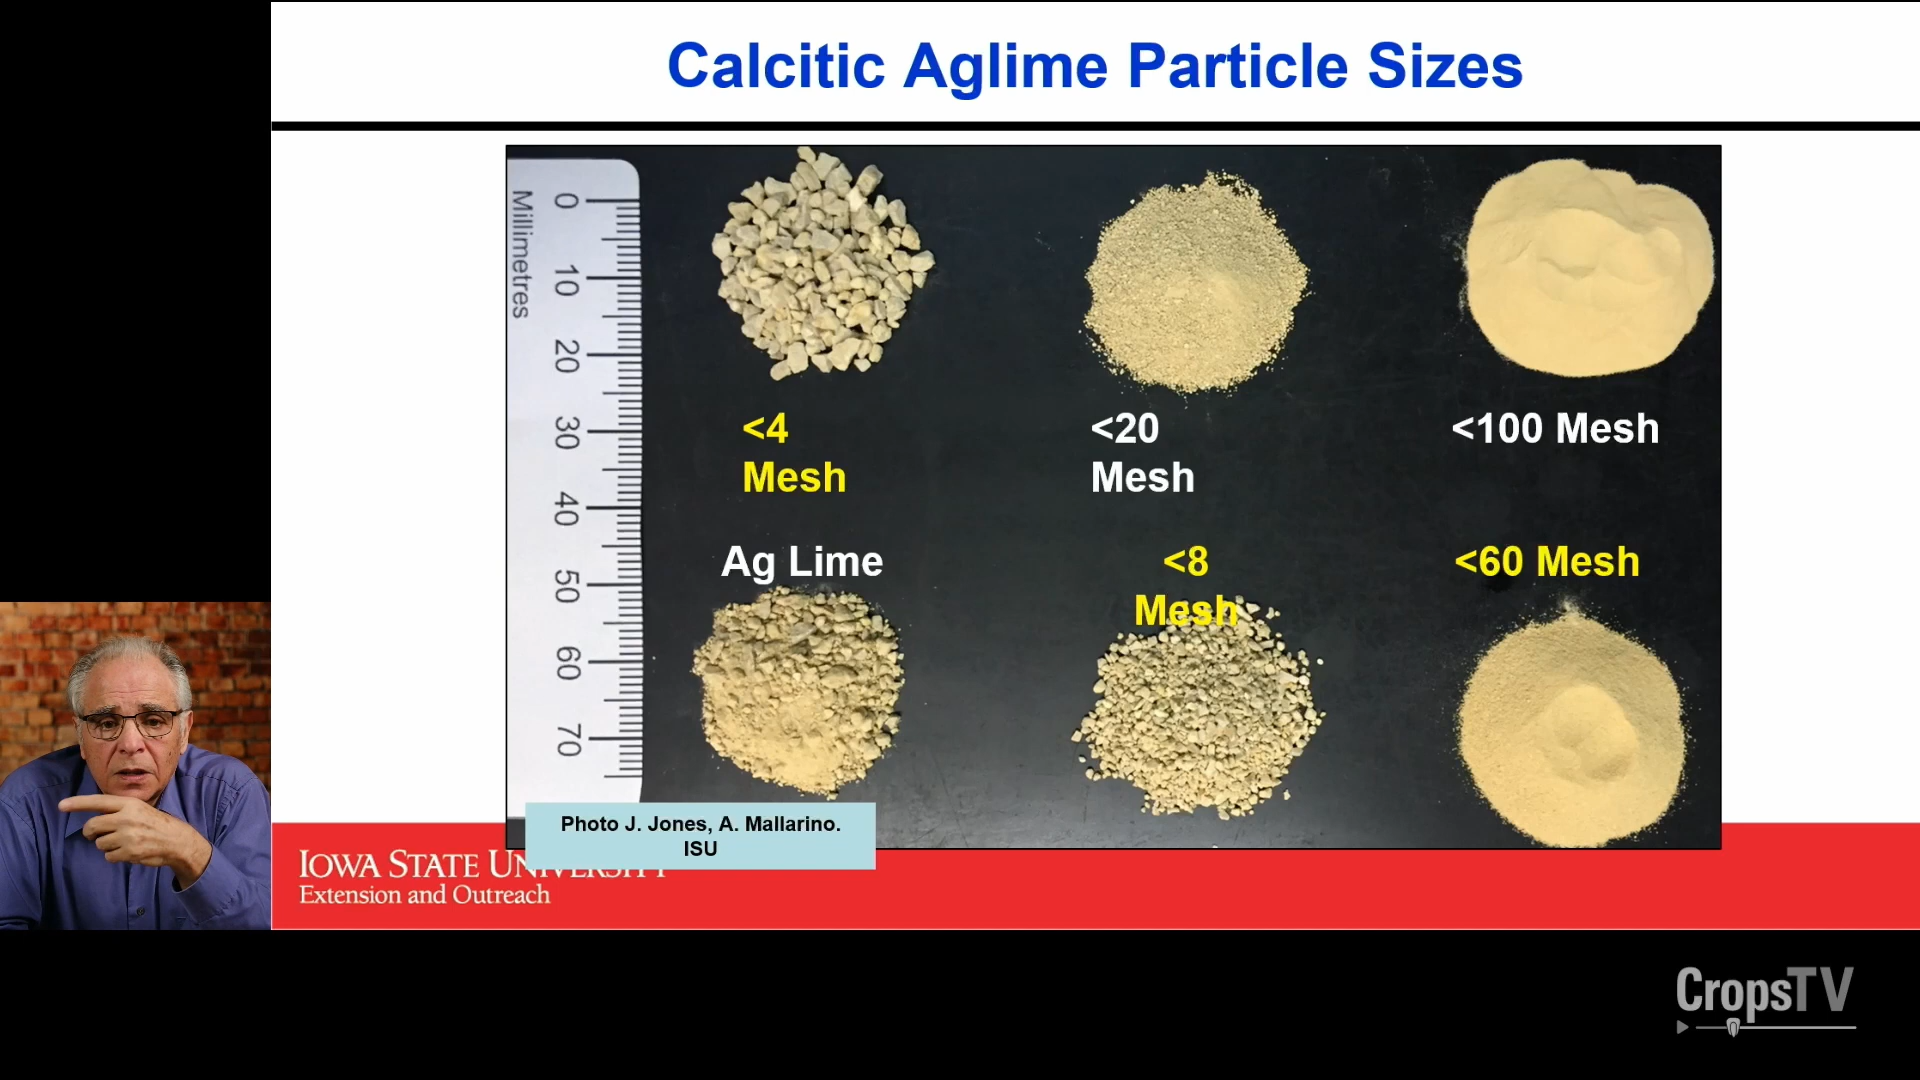 Calcitic Aglime Particle Sizes
Millimetres
0
10
20
30
40
50
60
70
<4
Mesh
<20
Mesh
<100 Mesh
Ag Lime
<8
Mesh
<60 Mesh
Photo J. Jones, A. Mallarino.
ISU
IOWA STATE UNIVERSITY
Extension and Outreach
CropsTV